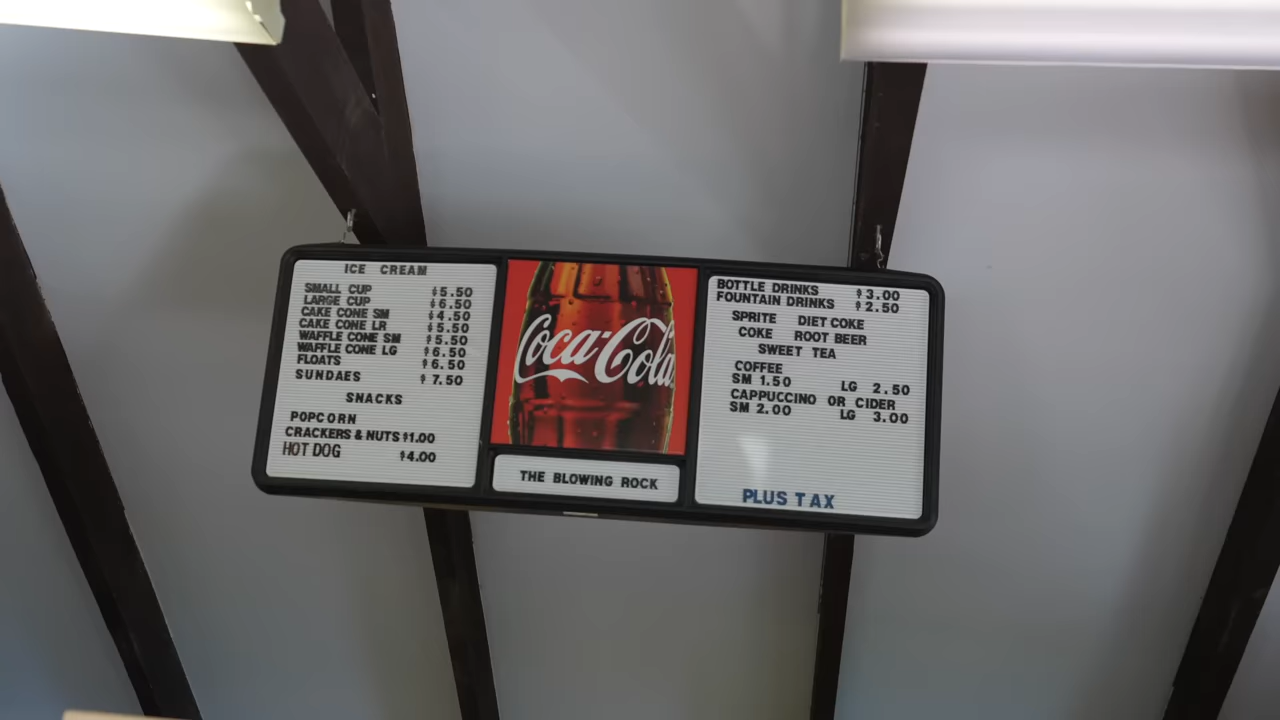 ICE CREAM
SMALL CUP $5.50
LARGE CUP $6.50
CAKE CONE SM $4.50
CAKE CONE LR $5.50
WAFFLE CONE SM $5.50
WAFFLE CONE LG $6.50
FLOATS $6.50
SUNDAES $7.50
SNACKS
POPCORN
CRACKERS & NUTS $1.00
HOT DOG $4.00
Coca-Cola
THE BLOWING ROCK
BOTTLE DRINKS $3.00
FOUNTAIN DRINKS $2.50
SPRITE DIET COKE
COKE ROOT BEER
SWEET TEA
COFFEE
SM 1.50 LG 2.50
CAPPUCCINO OR CIDER
SM 2.00 LG 3.00
PLUS TAX